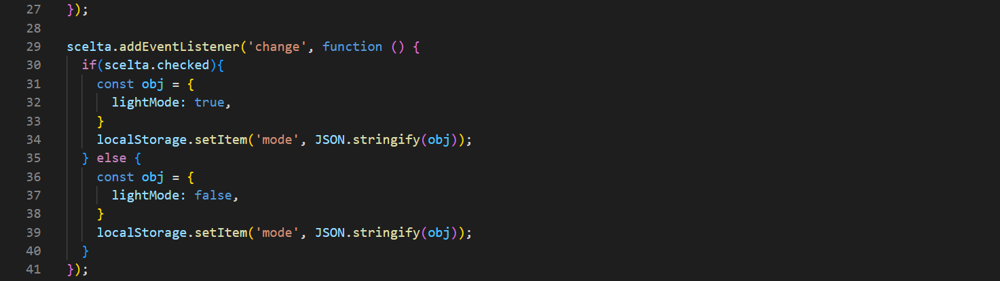 27 });
28
29 scelta.addEventListener('change', function () {
30 if(scelta.checked){
31 const obj = {
32 lightMode: true,
33 }
34 localStorage.setItem('mode', JSON.stringify(obj));
35 } else {
36 const obj = {
37 lightMode: false,
38 }
39 localStorage.setItem('mode', JSON.stringify(obj));
40 }
41 });